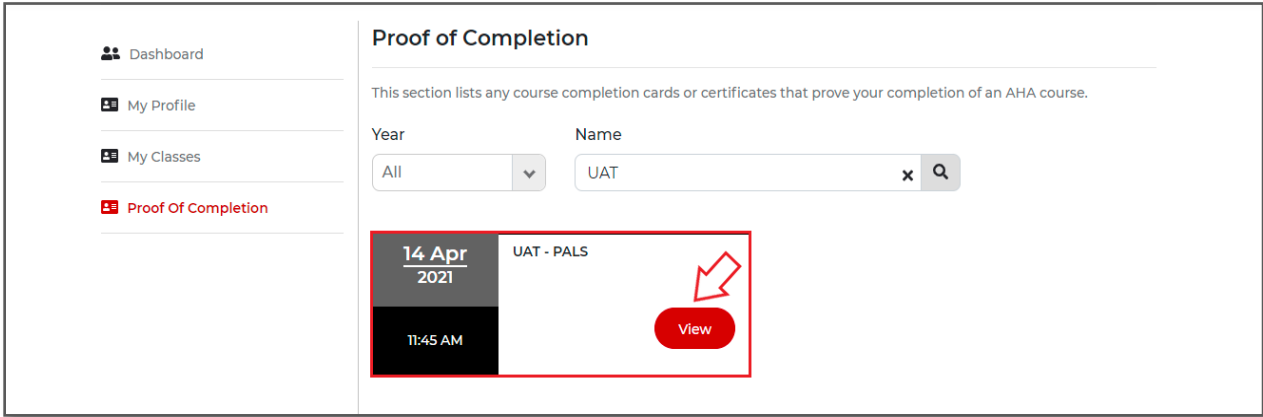 Dashboard
My Profile
My Classes
Proof Of Completion
Proof of Completion
This section lists any course completion cards or certificates that prove your completion of an AHA course.
Year
Name
All
UAT
14 Apr
2021
11:45 AM
UAT - PALS
View